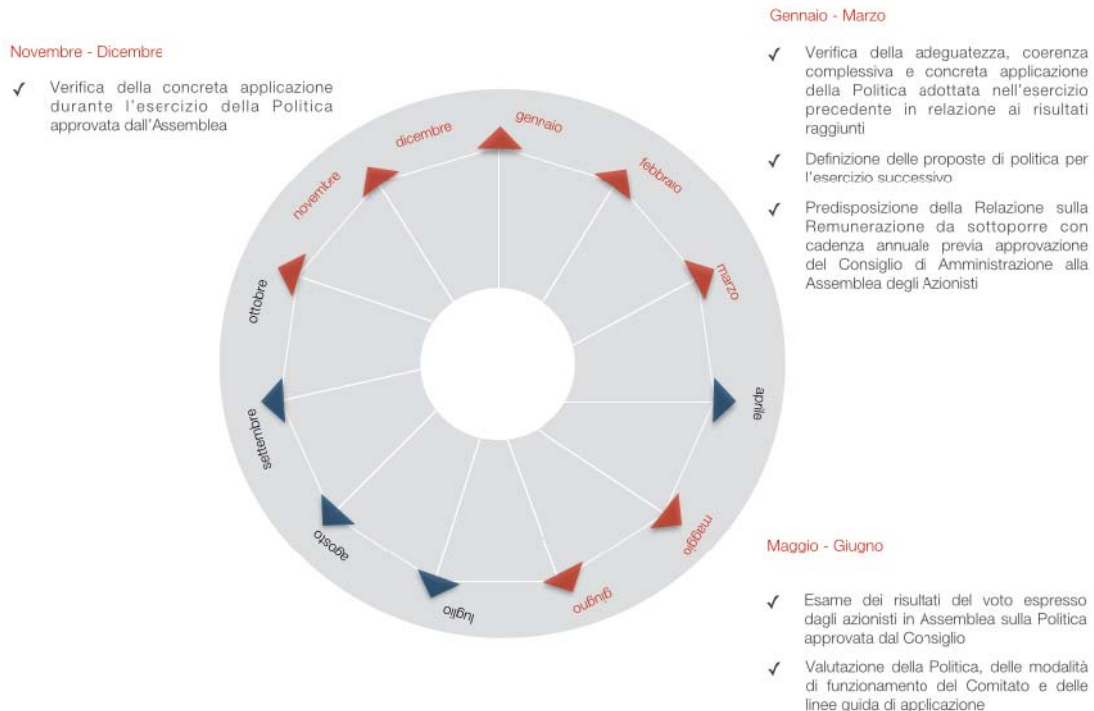 Gennaio - Marzo
✓ Verifica della adeguatezza, coerenza
complessiva e concreta applicazione
della Politica adottata nell'esercizio
precedente in relazione ai risultati
raggiunti
✓ Definizione delle proposte di politica per
l'esercizio successivo
✓ Predisposizione della Relazione sulla
Remunerazione da sottoporre con
cadenza annuale previa approvazione
del Consiglio di Amministrazione alla
Assemblea degli Azionisti
Novembre - Dicembre
✓ Verifica della concreta applicazione
durante l'esercizio della Politica
approvata dall'Assemblea
gennaio
febbraio
marzo
aprile
maggio
giugno
luglio
agosto
settembre
ottobre
novembre
dicembre
Maggio - Giugno
✓ Esame dei risultati del voto espresso
dagli azionisti in Assemblea sulla Politica
approvata dal Consiglio
✓ Valutazione della Politica, delle modalità
di funzionamento del Comitato e delle
linee guida di applicazione